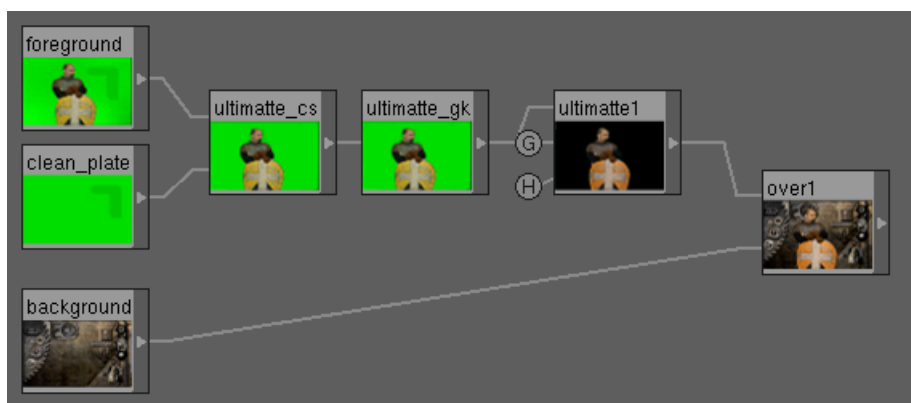 foreground
clean_plate
ultimatte_cs
ultimatte_gk
G
H
ultimatte1
over1
background